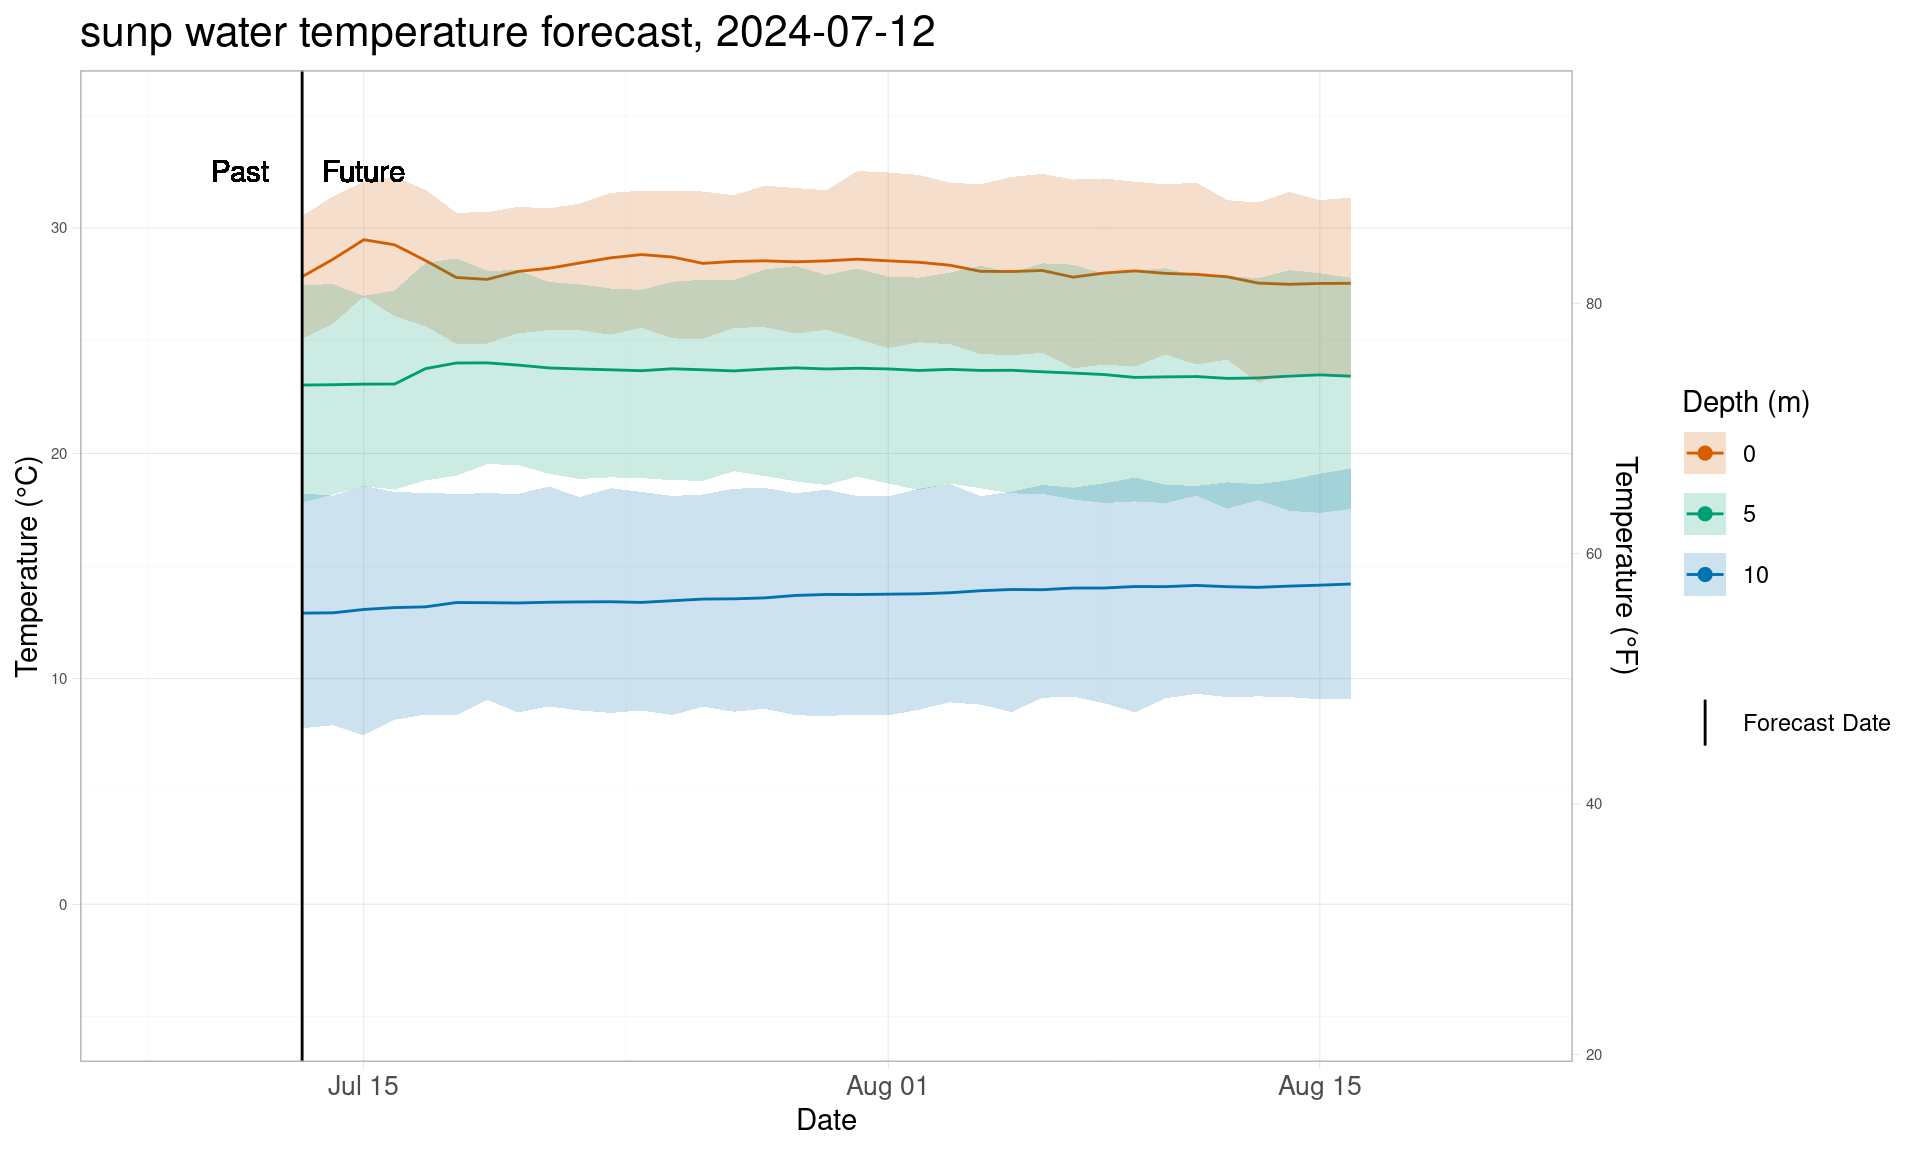 sunp water temperature forecast, 2024-07-12
Past
Future
30
20
10
0
Temperature (°C)
80
60
40
20
Temperature (°F)
Jul 15
Aug 01
Aug 15
Date
Depth (m)
0
5
10
Forecast Date